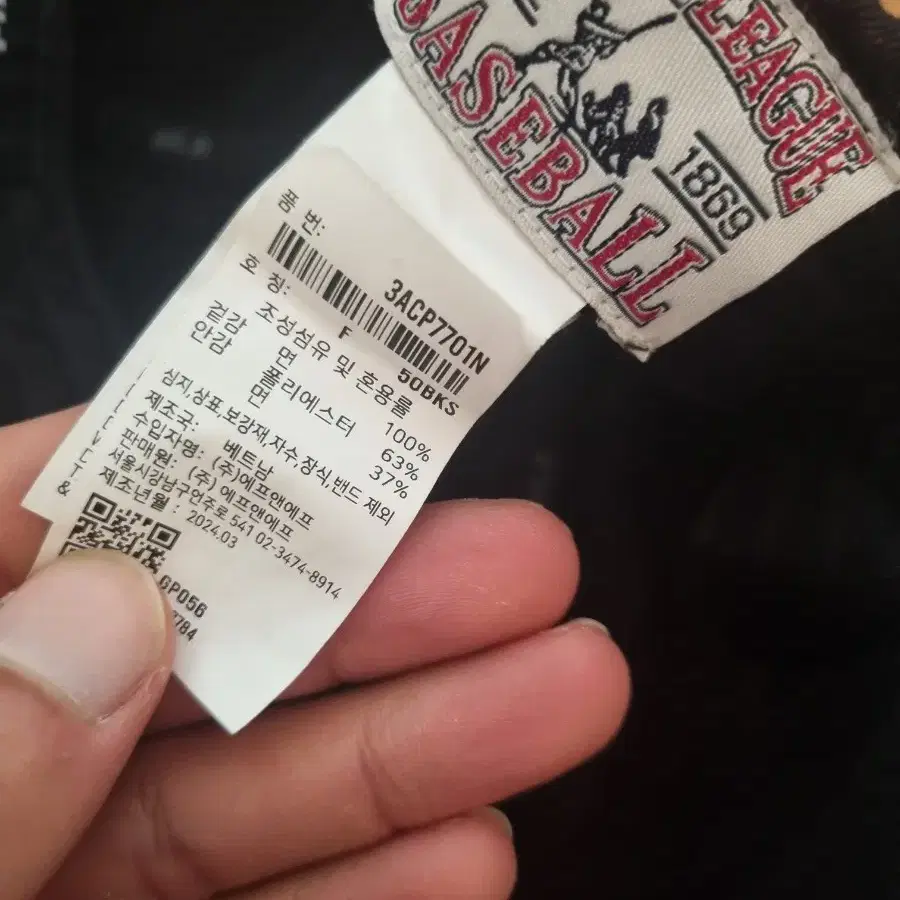 LEAGUE
BASEBALL
1869
품 번:
3ACP7701N
호 칭:
F
50BKS
조성섬유 및 혼용률
겉감 면 100%
안감 폴리에스터 63%
면 37%
심지,상표,보강재,자수,장식,밴드 제외
제조국: 베트남
수입자명: (주)에프앤에프
판매원: (주)에프앤에프
서울시강남구언주로 541 02-3474-8914
제조년월 : 2024.03
GP056
784